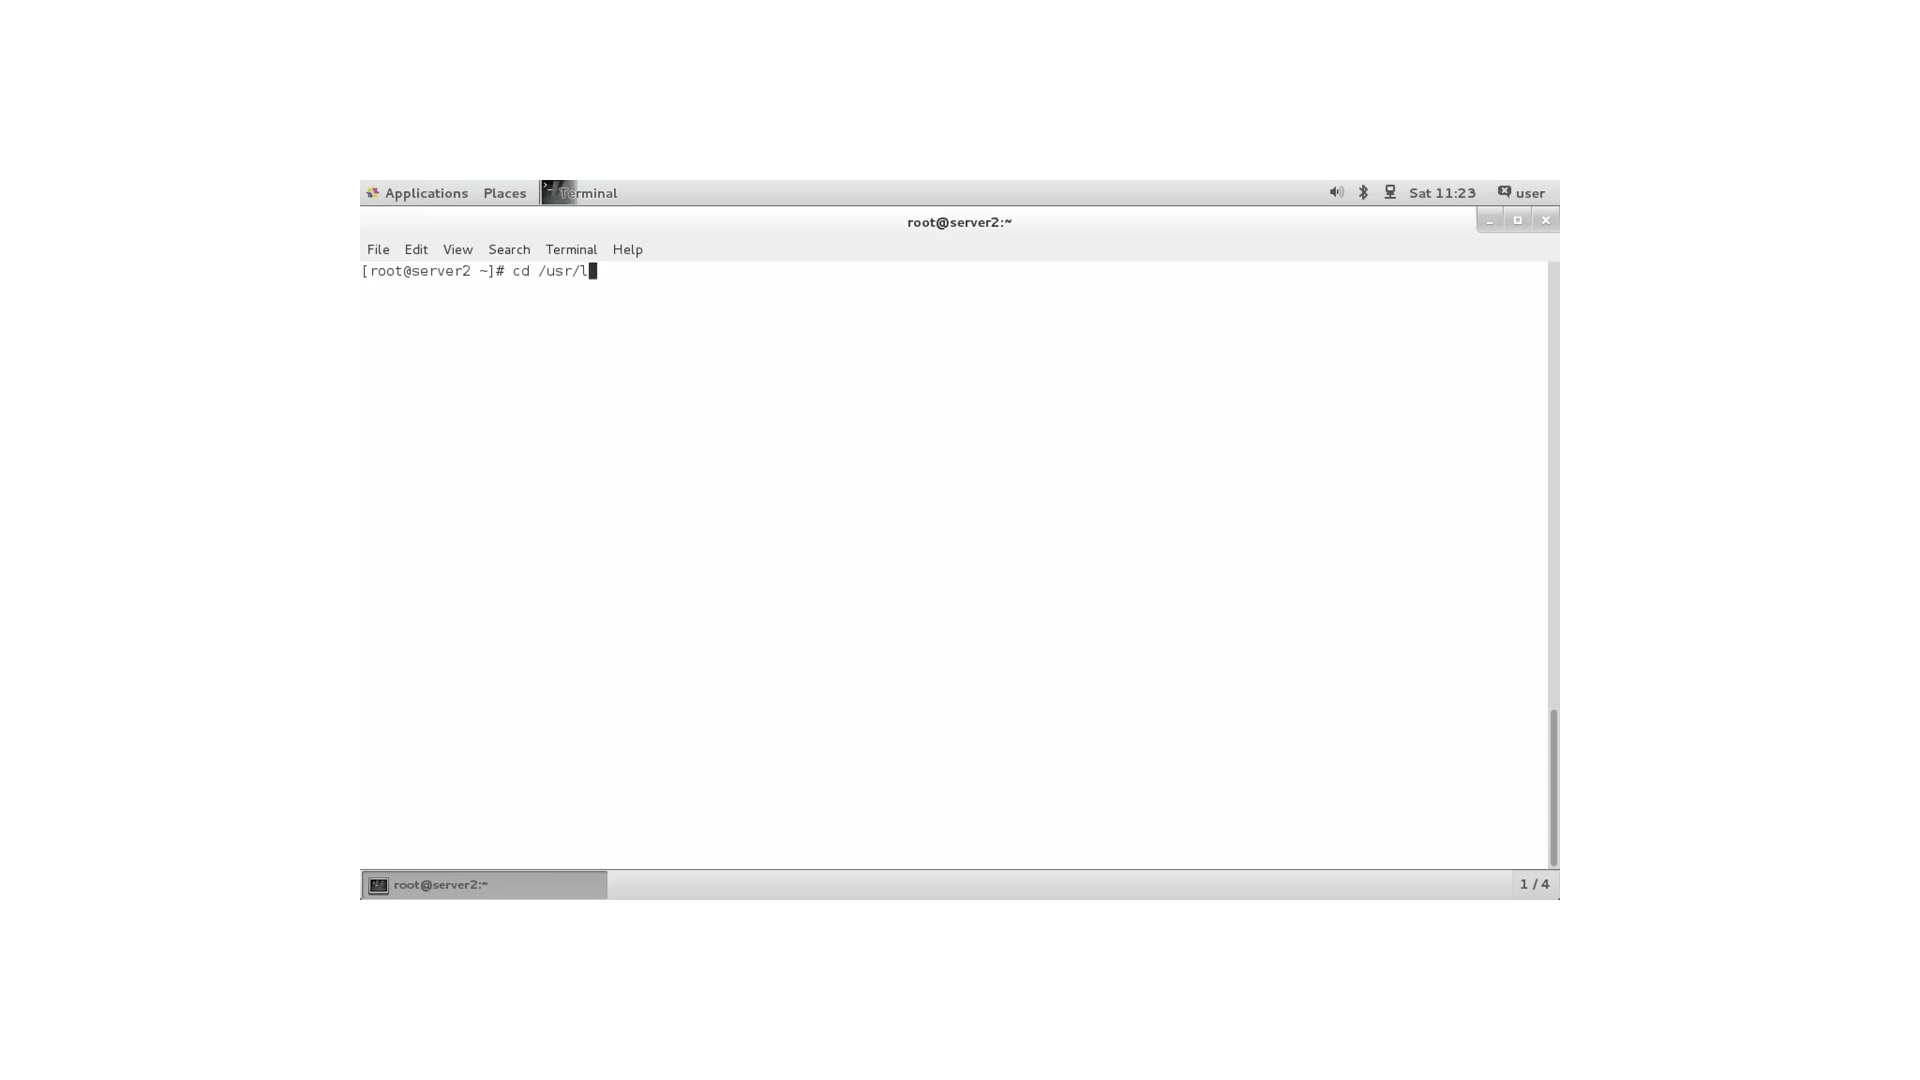 Applications Places Terminal Sat 11:23 user
root@server2:~
File Edit View Search Terminal Help
[root@server2 ~]# cd /usr/l
root@server2:~ 1 / 4